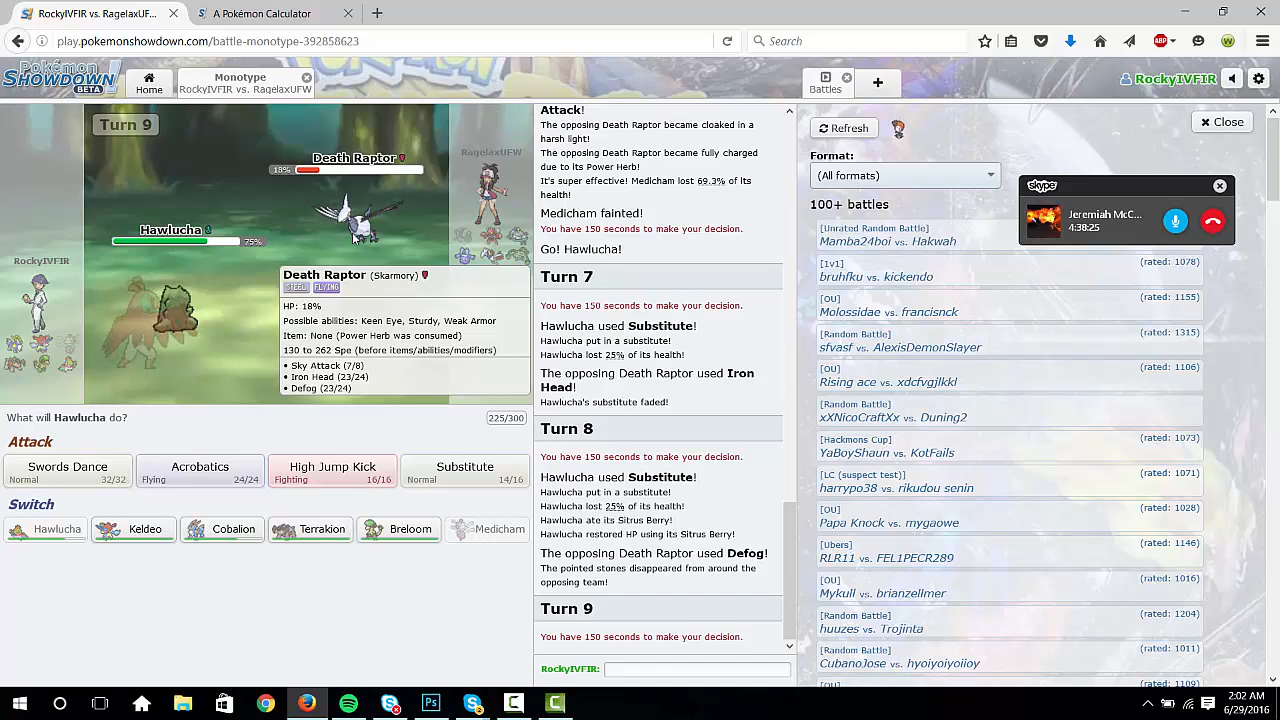 RockyIVFIR vs. RagelaxUF...
A Pokémon Calculator
play.pokemonshowdown.com/battle-monotype-392858623
Search
ABP
Pokémon
SHOWDOWN!
BETA
Home
Monotype
RockyIVFIR vs. RagelaxUFW
Battles
RockyIVFIR
Turn 9
Death Raptor
18%
RagelaxUFW
Hawlucha
75%
RockyIVFIR
Death Raptor (Skarmory)
STEEL FLYING
HP: 18%
Possible abilities: Keen Eye, Sturdy, Weak Armor
Item: None (Power Herb was consumed)
130 to 262 Spe (before items/abilities/modifiers)
• Sky Attack (7/8)
• Iron Head (23/24)
• Defog (23/24)
What will Hawlucha do?
225/300
Attack
Swords Dance
Normal 32/32
Acrobatics
Flying 24/24
High Jump Kick
Fighting 16/16
Substitute
Normal 14/16
Switch
Hawlucha
Keldeo
Cobalion
Terrakion
Breloom
Medicham
Attack!
The opposing Death Raptor became cloaked in a
harsh light!
The opposing Death Raptor became fully charged
due to its Power Herb!
It's super effective! Medicham lost 69.3% of its
health!
Medicham fainted!
You have 150 seconds to make your decision.
Go! Hawlucha!
Turn 7
You have 150 seconds to make your decision.
Hawlucha used Substitute!
Hawlucha put in a substitute!
Hawlucha lost 25% of its health!
The opposing Death Raptor used Iron
Head!
Hawlucha's substitute faded!
Turn 8
You have 150 seconds to make your decision.
Hawlucha used Substitute!
Hawlucha put in a substitute!
Hawlucha lost 25% of its health!
Hawlucha ate its Sitrus Berry!
Hawlucha restored HP using its Sitrus Berry!
The opposing Death Raptor used Defog!
The pointed stones disappeared from around the
opposing team!
Turn 9
You have 150 seconds to make your decision.
RockyIVFIR:
Refresh
Close
Format:
(All formats)
100+ battles
skype
Jeremiah McC...
4:38:25
[Unrated Random Battle]
Mamba24boi vs. Hakwah
[1v1] (rated: 1078)
bruhfku vs. kickendo
[OU] (rated: 1155)
Molossidae vs. francisnck
[Random Battle] (rated: 1315)
sfvasf vs. AlexisDemonSlayer
[OU] (rated: 1106)
Rising ace vs. xdcfvgjlkkl
[Random Battle] (rated: 1012)
xXNicoCraftXx vs. Duning2
[Hackmons Cup] (rated: 1073)
YaBoyShaun vs. KotFails
[LC (suspect test)] (rated: 1071)
harrypo38 vs. rikudou senin
[OU] (rated: 1028)
Papa Knock vs. mygaowe
[Ubers] (rated: 1146)
RLR11 vs. FEL1PECR289
[OU] (rated: 1016)
Mykull vs. brianzellmer
[Random Battle] (rated: 1204)
huuzes vs. Trojinta
[Random Battle] (rated: 1011)
CubanoJose vs. hyoiyoiyoiioy
[OU] (rated: 1109)
2:02 AM
6/29/2016